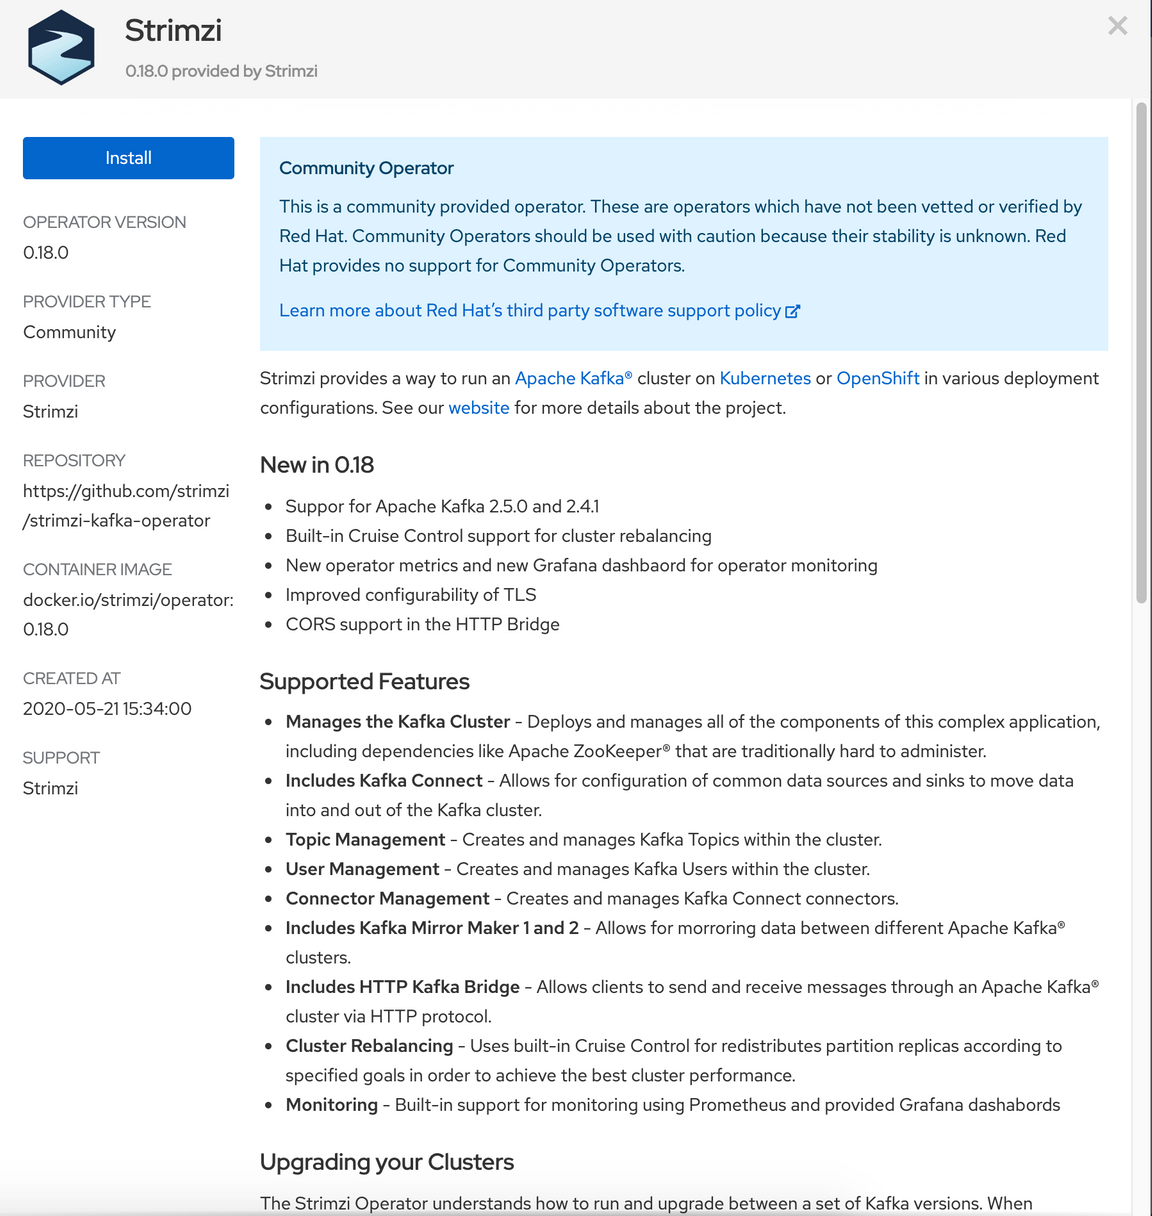 Strimzi
0.18.0 provided by Strimzi
Install
OPERATOR VERSION
0.18.0
PROVIDER TYPE
Community
PROVIDER
Strimzi
REPOSITORY
https://github.com/strimzi
/strimzi-kafka-operator
CONTAINER IMAGE
docker.io/strimzi/operator:
0.18.0
CREATED AT
2020-05-21 15:34:00
SUPPORT
Strimzi
Community Operator
This is a community provided operator. These are operators which have not been vetted or verified by
Red Hat. Community Operators should be used with caution because their stability is unknown. Red
Hat provides no support for Community Operators.
Learn more about Red Hat’s third party software support policy
Strimzi provides a way to run an Apache Kafka® cluster on Kubernetes or OpenShift in various deployment
configurations. See our website for more details about the project.
New in 0.18
• Suppor for Apache Kafka 2.5.0 and 2.4.1
• Built-in Cruise Control support for cluster rebalancing
• New operator metrics and new Grafana dashbaord for operator monitoring
• Improved configurability of TLS
• CORS support in the HTTP Bridge
Supported Features
• Manages the Kafka Cluster - Deploys and manages all of the components of this complex application,
including dependencies like Apache ZooKeeper® that are traditionally hard to administer.
• Includes Kafka Connect - Allows for configuration of common data sources and sinks to move data
into and out of the Kafka cluster.
• Topic Management - Creates and manages Kafka Topics within the cluster.
• User Management - Creates and manages Kafka Users within the cluster.
• Connector Management - Creates and manages Kafka Connect connectors.
• Includes Kafka Mirror Maker 1 and 2 - Allows for morroring data between different Apache Kafka®
clusters.
• Includes HTTP Kafka Bridge - Allows clients to send and receive messages through an Apache Kafka®
cluster via HTTP protocol.
• Cluster Rebalancing - Uses built-in Cruise Control for redistributes partition replicas according to
specified goals in order to achieve the best cluster performance.
• Monitoring - Built-in support for monitoring using Prometheus and provided Grafana dashabords
Upgrading your Clusters
The Strimzi Operator understands how to run and upgrade between a set of Kafka versions. When